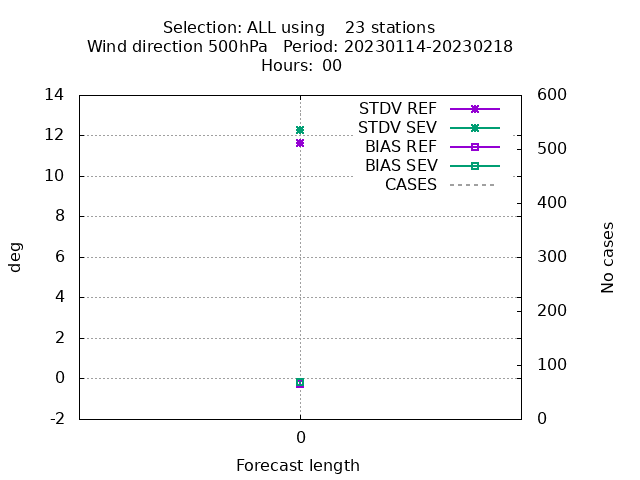 Selection: ALL using    23 stations
Wind direction 500hPa   Period: 20230114-20230218
Hours: 00
14
12
10
8
6
4
2
0
-2
600
500
400
300
200
100
0
STDV REF
STDV SEV
BIAS REF
BIAS SEV
CASES
deg
No cases
0
Forecast length